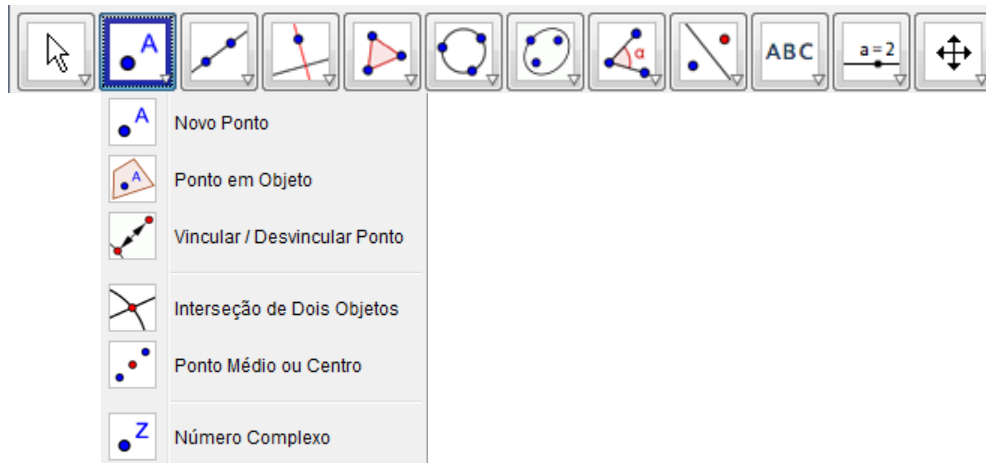 A
α
ABC
a=2
A
Novo Ponto
A
Ponto em Objeto
Vincular / Desvincular Ponto
Interseção de Dois Objetos
Ponto Médio ou Centro
Z
Número Complexo